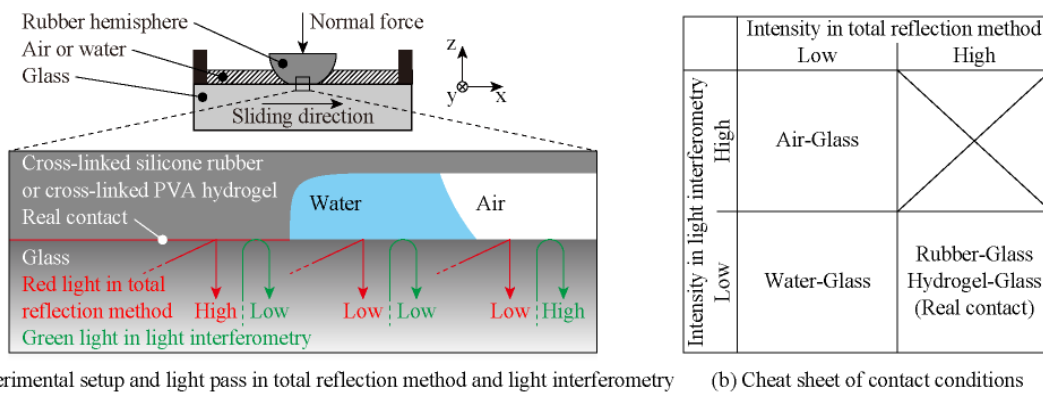 Rubber hemisphere
Air or water
Glass
Normal force
z
y
x
Sliding direction
Cross-linked silicone rubber
or cross-linked PVA hydrogel
Real contact
Water
Air
Glass
Red light in total
reflection method
High
Low
Low
Low
Low
High
Green light in light interferometry
erimental setup and light pass in total reflection method and light interferometry
Intensity in total reflection method
Low
High
Intensity in light interferometry
High
Low
Air-Glass
Water-Glass
Rubber-Glass
Hydrogel-Glass
(Real contact)
(b) Cheat sheet of contact conditions